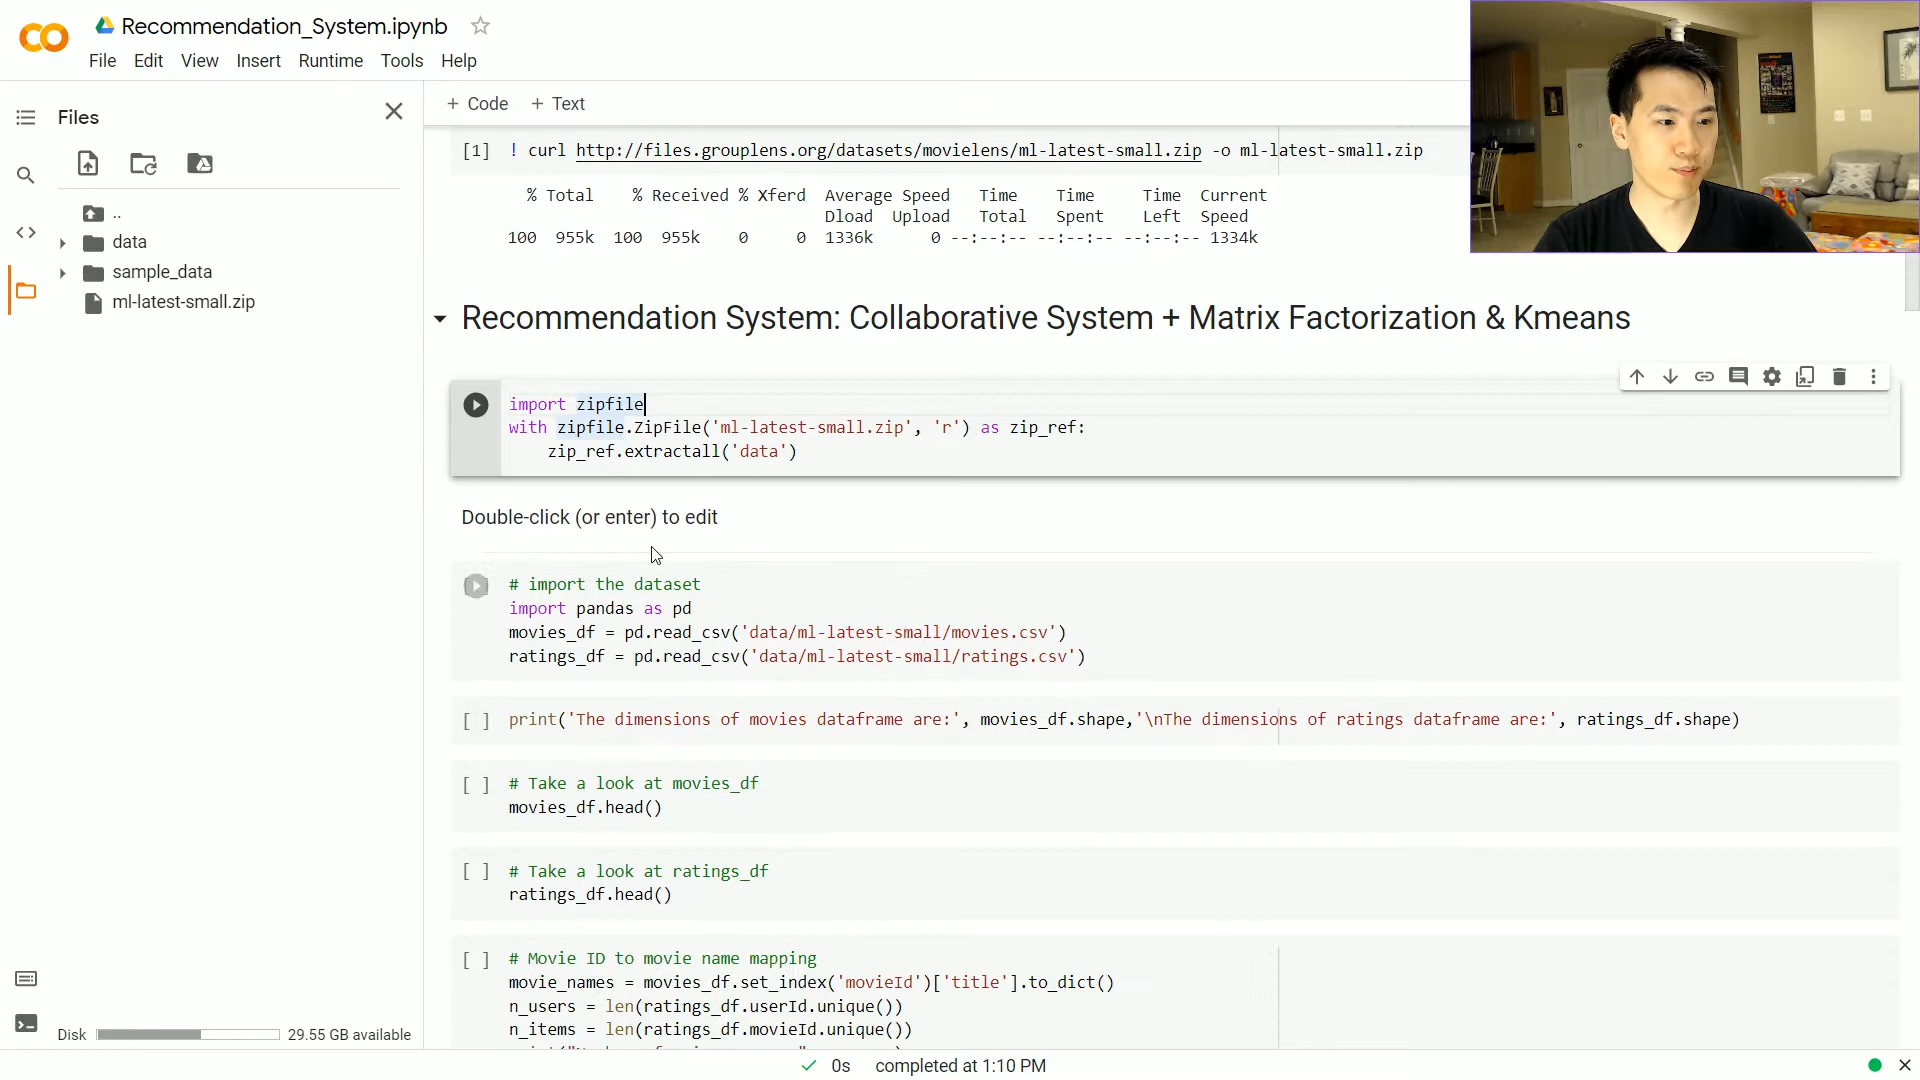 Recommendation_System.ipynb
File Edit View Insert Runtime Tools Help
Files
..
data
sample_data
ml-latest-small.zip
Disk 29.55 GB available
+ Code + Text
[1] ! curl http://files.grouplens.org/datasets/movielens/ml-latest-small.zip -o ml-latest-small.zip
% Total % Received % Xferd Average Speed Time Time Time Current
Dload Upload Total Spent Left Speed
100 955k 100 955k 0 0 1336k 0 --:--:-- --:--:-- --:--:-- 1334k
Recommendation System: Collaborative System + Matrix Factorization & Kmeans
import zipfile
with zipfile.ZipFile('ml-latest-small.zip', 'r') as zip_ref:
zip_ref.extractall('data')
Double-click (or enter) to edit
# import the dataset
import pandas as pd
movies_df = pd.read_csv('data/ml-latest-small/movies.csv')
ratings_df = pd.read_csv('data/ml-latest-small/ratings.csv')
[ ] print('The dimensions of movies dataframe are:', movies_df.shape,'\nThe dimensions of ratings dataframe are:', ratings_df.shape)
[ ] # Take a look at movies_df
movies_df.head()
[ ] # Take a look at ratings_df
ratings_df.head()
[ ] # Movie ID to movie name mapping
movie_names = movies_df.set_index('movieId')['title'].to_dict()
n_users = len(ratings_df.userId.unique())
n_items = len(ratings_df.movieId.unique())
0s completed at 1:10 PM